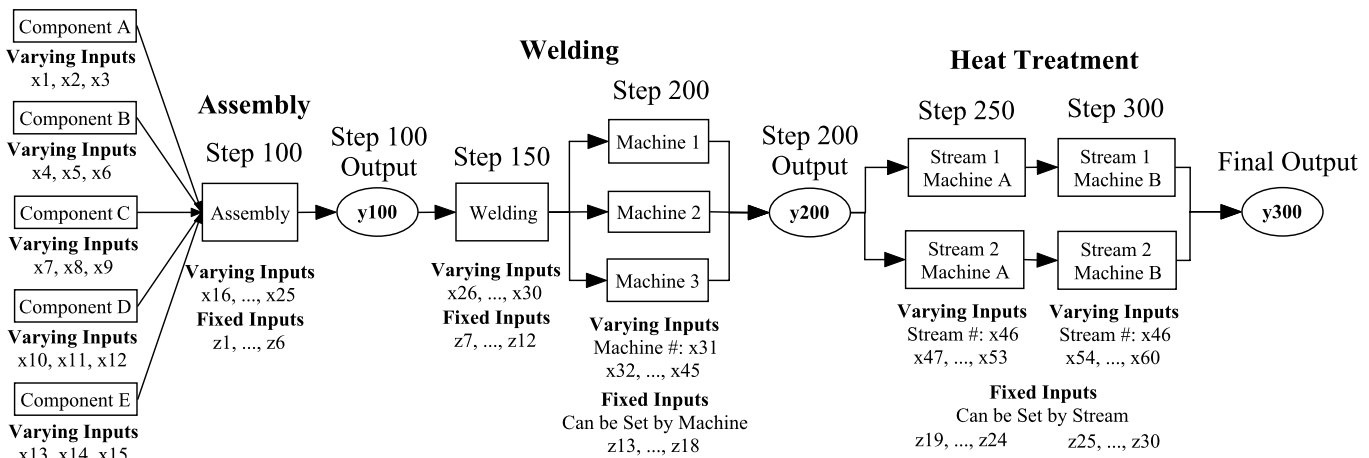 Component A
Varying Inputs
x1, x2, x3
Component B
Varying Inputs
x4, x5, x6
Component C
Varying Inputs
x7, x8, x9
Component D
Varying Inputs
x10, x11, x12
Component E
Varying Inputs
x13, x14, x15
Assembly
Step 100
Assembly
Varying Inputs
x16, ..., x25
Fixed Inputs
z1, ..., z6
Step 100
Output
y100
Welding
Step 150
Welding
Varying Inputs
x26, ..., x30
Fixed Inputs
z7, ..., z12
Step 200
Machine 1
Machine 2
Machine 3
Varying Inputs
Machine #: x31
x32, ..., x45
Fixed Inputs
Can be Set by Machine
z13, ..., z18
Step 200
Output
y200
Heat Treatment
Step 250
Stream 1
Machine A
Stream 2
Machine A
Varying Inputs
Stream #: x46
x47, ..., x53
Step 300
Stream 1
Machine B
Stream 2
Machine B
Varying Inputs
Stream #: x46
x54, ..., x60
Fixed Inputs
Can be Set by Stream
z19, ..., z24
z25, ..., z30
Final Output
y300